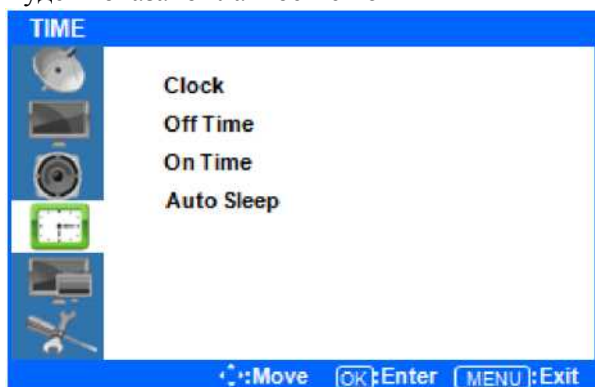 TIME
Clock
Off Time
On Time
Auto Sleep
:Move OK:Enter MENU:Exit